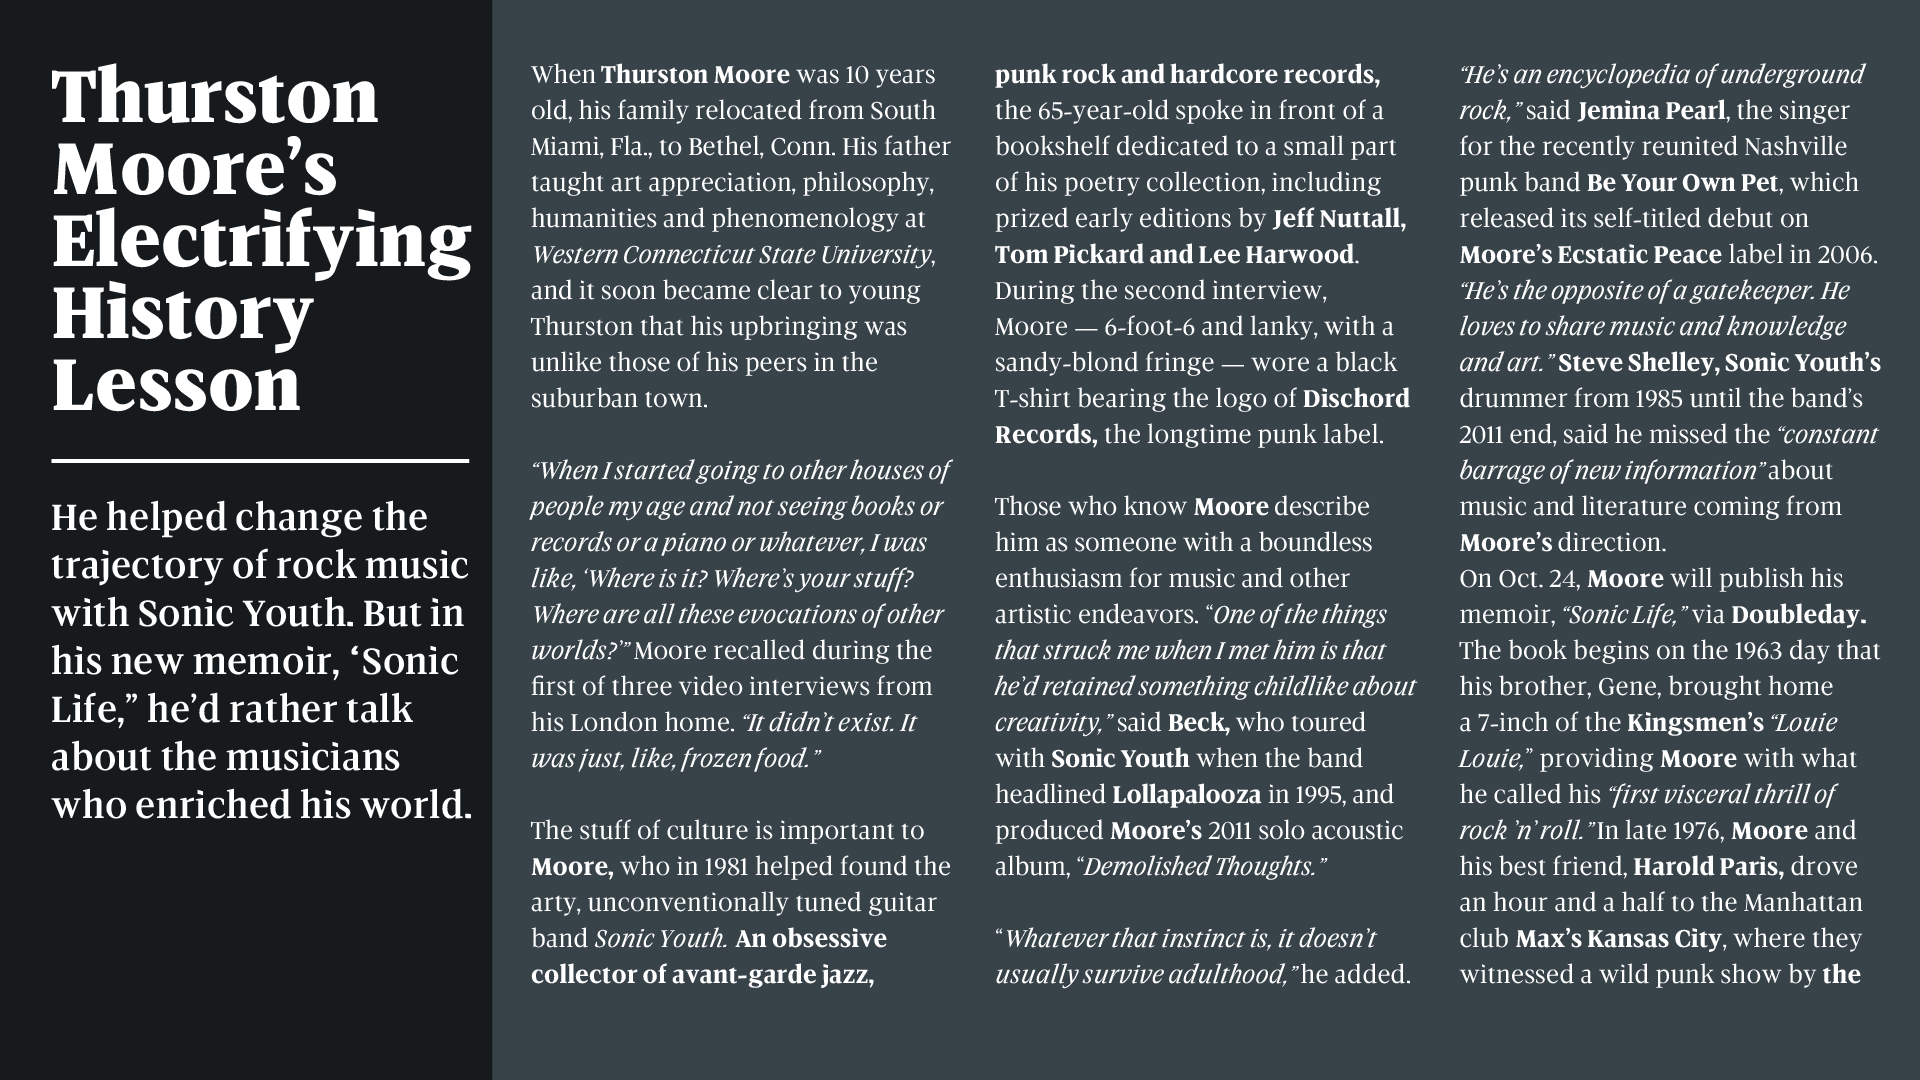 Thurston
Moore’s
Electrifying
History
Lesson
He helped change the
trajectory of rock music
with Sonic Youth. But in
his new memoir, ‘Sonic
Life,” he’d rather talk
about the musicians
who enriched his world.
When Thurston Moore was 10 years
old, his family relocated from South
Miami, Fla., to Bethel, Conn. His father
taught art appreciation, philosophy,
humanities and phenomenology at
Western Connecticut State University,
and it soon became clear to young
Thurston that his upbringing was
unlike those of his peers in the
suburban town.
“When I started going to other houses of
people my age and not seeing books or
records or a piano or whatever, I was
like, ‘Where is it? Where’s your stuff?
Where are all these evocations of other
worlds?’” Moore recalled during the
first of three video interviews from
his London home. “It didn’t exist. It
was just, like, frozen food.”
The stuff of culture is important to
Moore, who in 1981 helped found the
arty, unconventionally tuned guitar
band Sonic Youth. An obsessive
collector of avant-garde jazz,
punk rock and hardcore records,
the 65-year-old spoke in front of a
bookshelf dedicated to a small part
of his poetry collection, including
prized early editions by Jeff Nuttall,
Tom Pickard and Lee Harwood.
During the second interview,
Moore — 6-foot-6 and lanky, with a
sandy-blond fringe — wore a black
T-shirt bearing the logo of Dischord
Records, the longtime punk label.
Those who know Moore describe
him as someone with a boundless
enthusiasm for music and other
artistic endeavors. “One of the things
that struck me when I met him is that
he’d retained something childlike about
creativity,” said Beck, who toured
with Sonic Youth when the band
headlined Lollapalooza in 1995, and
produced Moore’s 2011 solo acoustic
album, “Demolished Thoughts.”
“Whatever that instinct is, it doesn’t
usually survive adulthood,” he added.
“He’s an encyclopedia of underground
rock,” said Jemina Pearl, the singer
for the recently reunited Nashville
punk band Be Your Own Pet, which
released its self-titled debut on
Moore’s Ecstatic Peace label in 2006.
“He’s the opposite of a gatekeeper. He
loves to share music and knowledge
and art.” Steve Shelley, Sonic Youth’s
drummer from 1985 until the band’s
2011 end, said he missed the “constant
barrage of new information” about
music and literature coming from
Moore’s direction.
On Oct. 24, Moore will publish his
memoir, “Sonic Life,” via Doubleday.
The book begins on the 1963 day that
his brother, Gene, brought home
a 7-inch of the Kingsmen’s “Louie
Louie,” providing Moore with what
he called his “first visceral thrill of
rock ’n’ roll.” In late 1976, Moore and
his best friend, Harold Paris, drove
an hour and a half to the Manhattan
club Max’s Kansas City, where they
witnessed a wild punk show by the